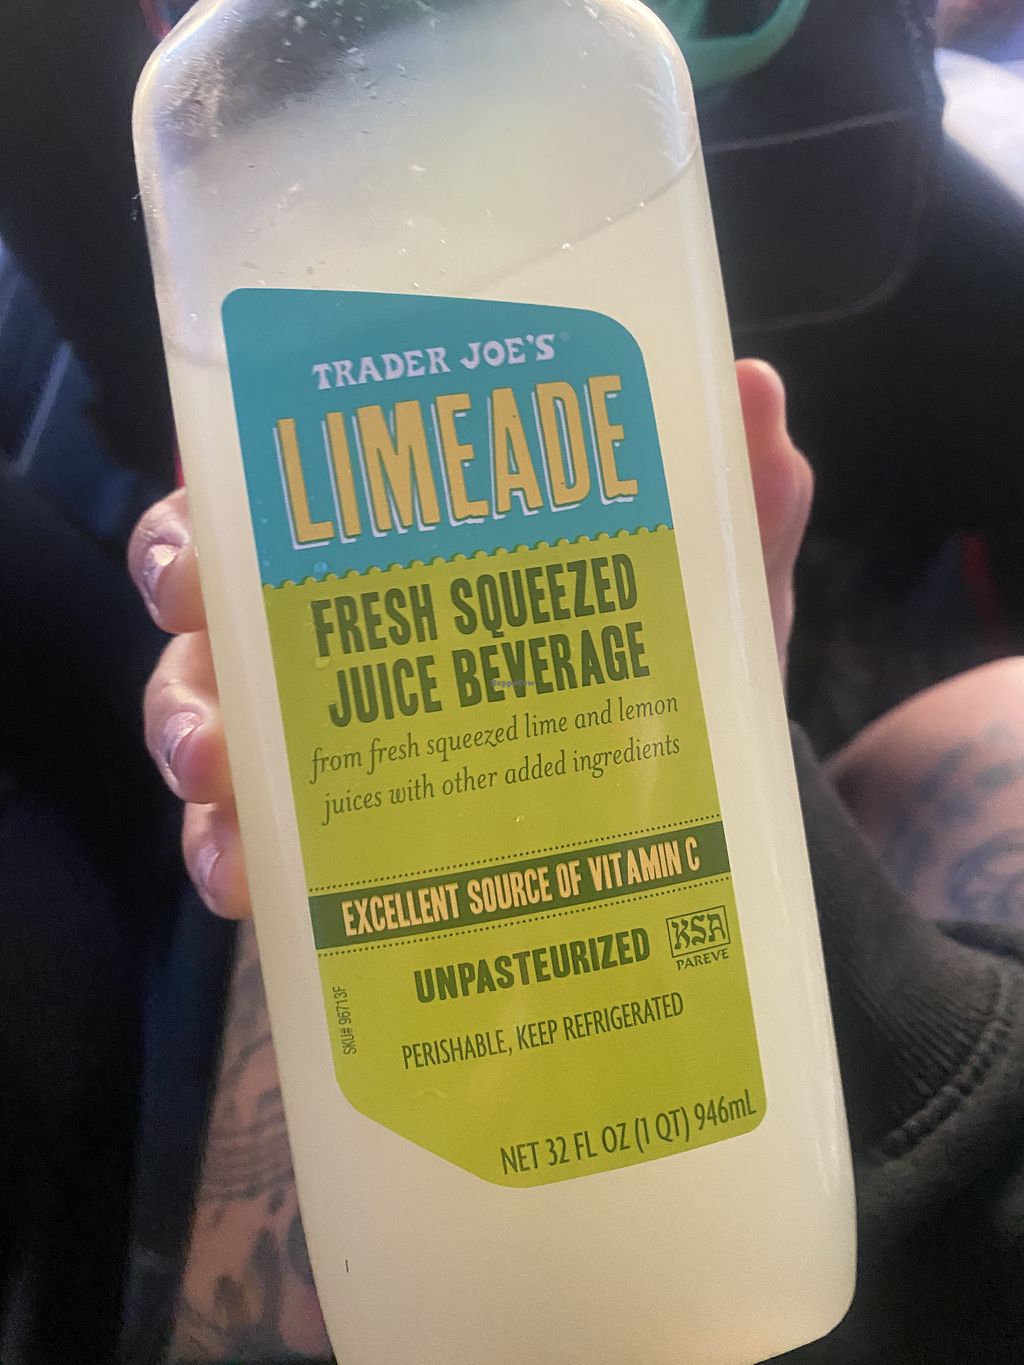 TRADER JOE'S
LIMEADE
FRESH SQUEEZED
JUICE BEVERAGE
HappyCow
from fresh squeezed lime and lemon
juices with other added ingredients
EXCELLENT SOURCE OF VITAMIN C
UNPASTEURIZED
KSA
PAREVE
SKU# 96713F
PERISHABLE, KEEP REFRIGERATED
NET 32 FL OZ (1 QT) 946mL